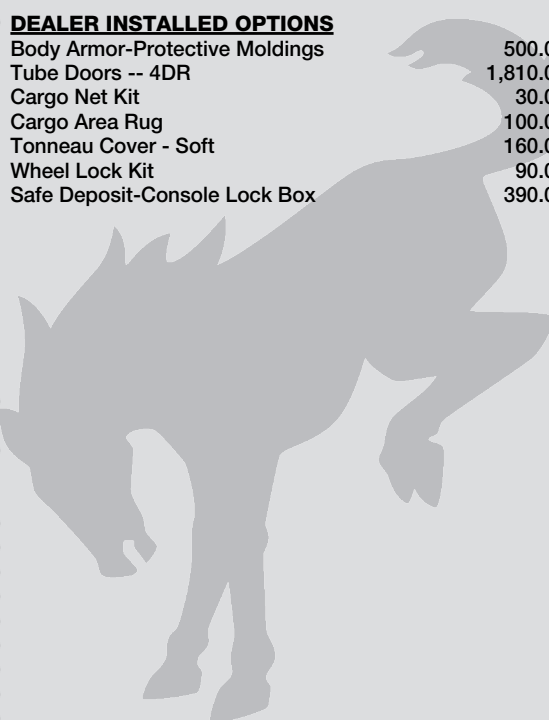 DEALER INSTALLED OPTIONS
Body Armor-Protective Moldings 500.0
Tube Doors -- 4DR 1,810.0
Cargo Net Kit 30.0
Cargo Area Rug 100.0
Tonneau Cover - Soft 160.0
Wheel Lock Kit 90.0
Safe Deposit-Console Lock Box 390.0